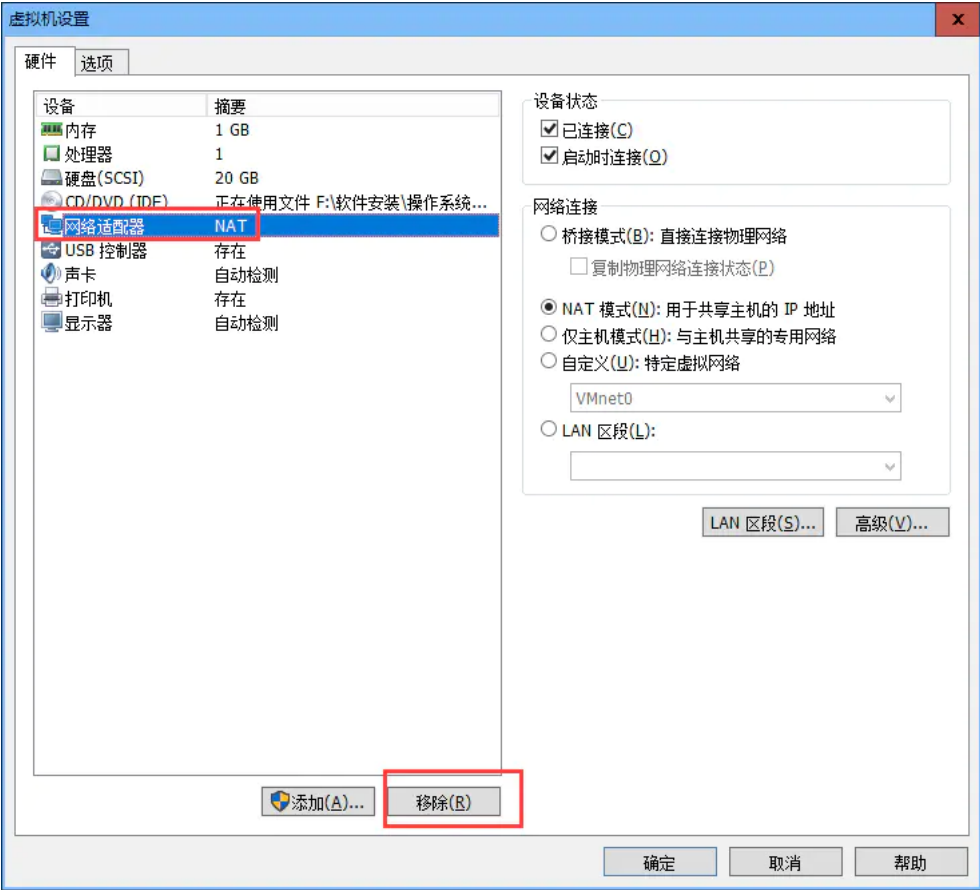 虚拟机设置
硬件 选项
设备 摘要
内存 1 GB
处理器 1
硬盘(SCSI) 20 GB
CD/DVD (IDE) 正在使用文件 F:\软件安装\操作系统...
网络适配器 NAT
USB 控制器 存在
声卡 自动检测
打印机 存在
显示器 自动检测
添加(A)... 移除(R)
设备状态
已连接(C)
启动时连接(O)
网络连接
桥接模式(B): 直接连接物理网络
复制物理网络连接状态(P)
NAT 模式(N): 用于共享主机的 IP 地址
仅主机模式(H): 与主机共享的专用网络
自定义(U): 特定虚拟网络
VMnet0
LAN 区段(L):
LAN 区段(S)... 高级(V)...
确定 取消 帮助